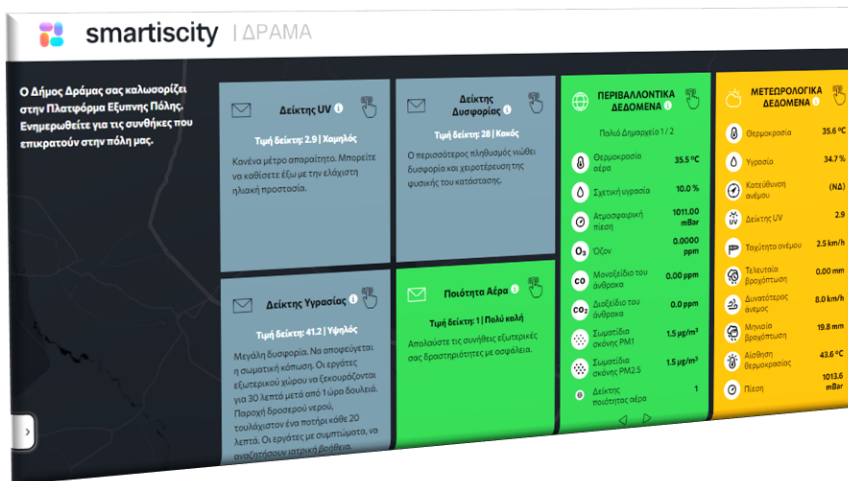 smartiscity | ΔΡΑΜΑ
Ο Δήμος Δράμας σας καλωσορίζει
στην Πλατφόρμα Εξυπνης Πόλης.
Ενημερωθείτε για τις συνθήκες που
επικρατούν στην πόλη μας.
Δείκτης UV
Τιμή δείκτη: 2.9 | Χαμηλός
Κανένα μέτρο απαραίτητο. Μπορείτε
να καθίσετε έξω με την ελάχιστη
ηλιακή προστασία.
Δείκτης
Δυσφορίας
Τιμή δείκτη: 28 | Κακός
Ο περισσότερος πληθυσμός νιώθει
δυσφορία και χειροτέρευση της
φυσικής του κατάστασης.
Δείκτης Υγρασίας
Τιμή δείκτη: 41.2 | Υψηλός
Μεγάλη δυσφορία. Να αποφεύγεται
η σωματική κόπωση. Οι εργάτες
εξωτερικού χώρου να ξεκουράζονται
για 30 λεπτά μετά από 1 ώρα δουλειά.
Παροχή δροσερού νερού,
τουλάχιστον ένα ποτήρι κάθε 20
λεπτά. Οι εργάτες με συμπτώματα, να
αναζητήσουν ιατρική βοήθεια.
Ποιότητα Αέρα
Τιμή δείκτη: 1 | Πολύ καλή
Απολαύστε τις συνήθεις εξωτερικές
σας δραστηριότητες με ασφάλεια.
ΠΕΡΙΒΑΛΛΟΝΤΙΚΑ
ΔΕΔΟΜΕΝΑ
Παλιό Δημαρχείο 1 / 2
Θερμοκρασία
αέρα 35.5 °C
Σχετική υγρασία 10.0 %
Ατμοσφαιρική
πίεση 1011.00
mBar
O₃ Όζον 0.0000
ppm
CO Μονοξείδιο του
άνθρακα 0.00 ppm
CO₂ Διοξείδιο του
άνθρακα 0.0 ppm
Σωματίδια
σκόνης PM1 1.5 μg/m³
Σωματίδια
σκόνης PM2.5 1.5 μg/m³
Δείκτης
ποιότητας αέρα 1
ΜΕΤΕΩΡΟΛΟΓΙΚΑ
ΔΕΔΟΜΕΝΑ
Θερμοκρασία 35.6 °C
Υγρασία 34.7 %
Κατεύθυνση
ανέμου (ΝΔ)
UV Δείκτης UV 2.9
Ταχύτητα ανέμου 2.5 km/h
Τελευταία
βροχόπτωση 0.00 mm
Δυνατότερος
άνεμος 8.0 km/h
Μηνιαία
βροχόπτωση 19.8 mm
Αίσθηση
θερμοκρασίας 43.6 °C
Πίεση 1013.6
mBar